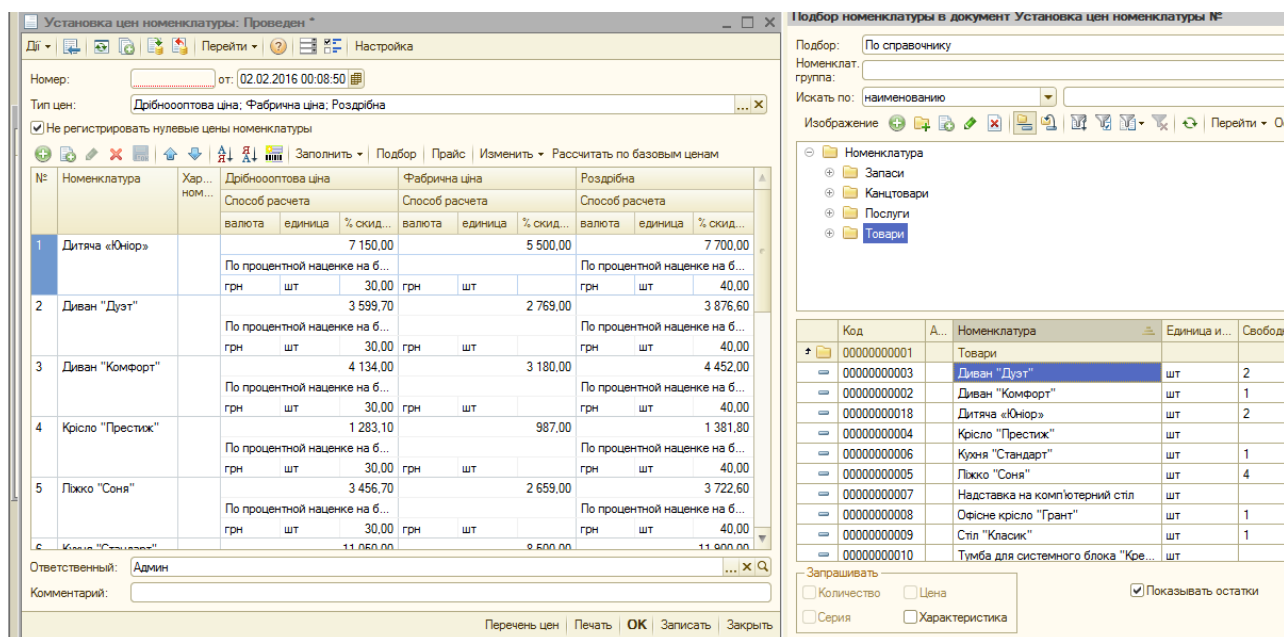 Установка цен номенклатуры: Проведен *
Дії Перейти Настройка
Номер: от: 02.02.2016 00:08:50
Тип цен: Дрібноооптова ціна; Фабрична ціна; Роздрібна ... ×
Не регистрировать нулевые цены номенклатуры
Заполнить Подбор Прайс Изменить Рассчитать по базовым ценам
№ Номенклатура Хар... Дрібноооптова ціна Фабрична ціна Роздрібна
ном... Способ расчета Способ расчета Способ расчета
валюта единица % скид... валюта единица % скид... валюта единица % скид...
1 Дитяча «Юніор» 7 150,00 5 500,00 7 700,00
По процентной наценке на б... По процентной наценке на б...
грн шт 30,00 грн шт грн шт 40,00
2 Диван "Дуэт" 3 599,70 2 769,00 3 876,60
По процентной наценке на б... По процентной наценке на б...
грн шт 30,00 грн шт грн шт 40,00
3 Диван "Комфорт" 4 134,00 3 180,00 4 452,00
По процентной наценке на б... По процентной наценке на б...
грн шт 30,00 грн шт грн шт 40,00
4 Крісло "Престиж" 1 283,10 987,00 1 381,80
По процентной наценке на б... По процентной наценке на б...
грн шт 30,00 грн шт грн шт 40,00
5 Ліжко "Соня" 3 456,70 2 659,00 3 722,60
По процентной наценке на б... По процентной наценке на б...
грн шт 30,00 грн шт грн шт 40,00
6 Кухня "Стандарт" 11 050,00 8 500,00 11 900,00
Ответственный: Админ ... ×
Комментарий:
Перечень цен Печать OK Записать Закрыть
Подбор номенклатуры в документ Установка цен номенклатуры №
Подбор: По справочнику
Номенклат.
группа:
Искать по: наименованию
Изображение Перейти
Номенклатура
Запаси
Канцтовари
Послуги
Товари
Код А... Номенклатура Единица и...
00000000001 Товари
00000000003 Диван "Дуэт" шт 2
00000000002 Диван "Комфорт" шт 1
00000000018 Дитяча «Юніор» шт 2
00000000004 Крісло "Престиж" шт
00000000006 Кухня "Стандарт" шт 1
00000000005 Ліжко "Соня" шт 4
00000000007 Надставка на комп'ютерний стіл шт
00000000008 Офісне крісло "Грант" шт 1
00000000009 Стіл "Класик" шт 1
00000000010 Тумба для системного блока "Кре... шт
Запрашивать
Количество Цена Показывать остатки
Серия Характеристика